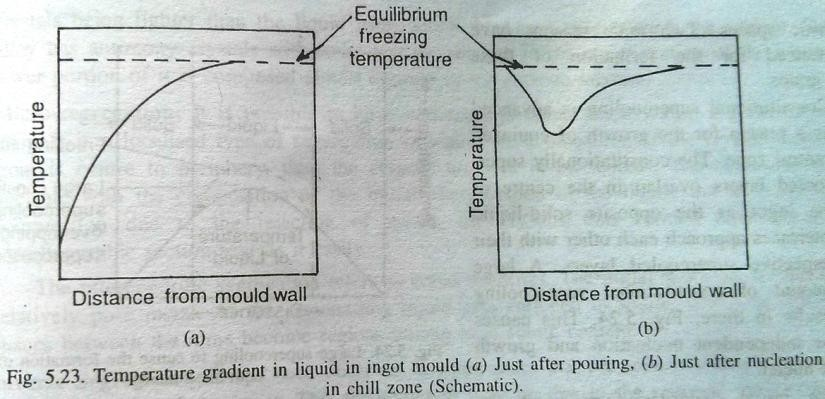 Equilibrium
freezing
temperature
Temperature
Distance from mould wall
(a)
Temperature
Distance from mould wall
(b)
Fig. 5.23. Temperature gradient in liquid in ingot mould (a) Just after pouring, (b) Just after nucleation
in chill zone (Schematic).